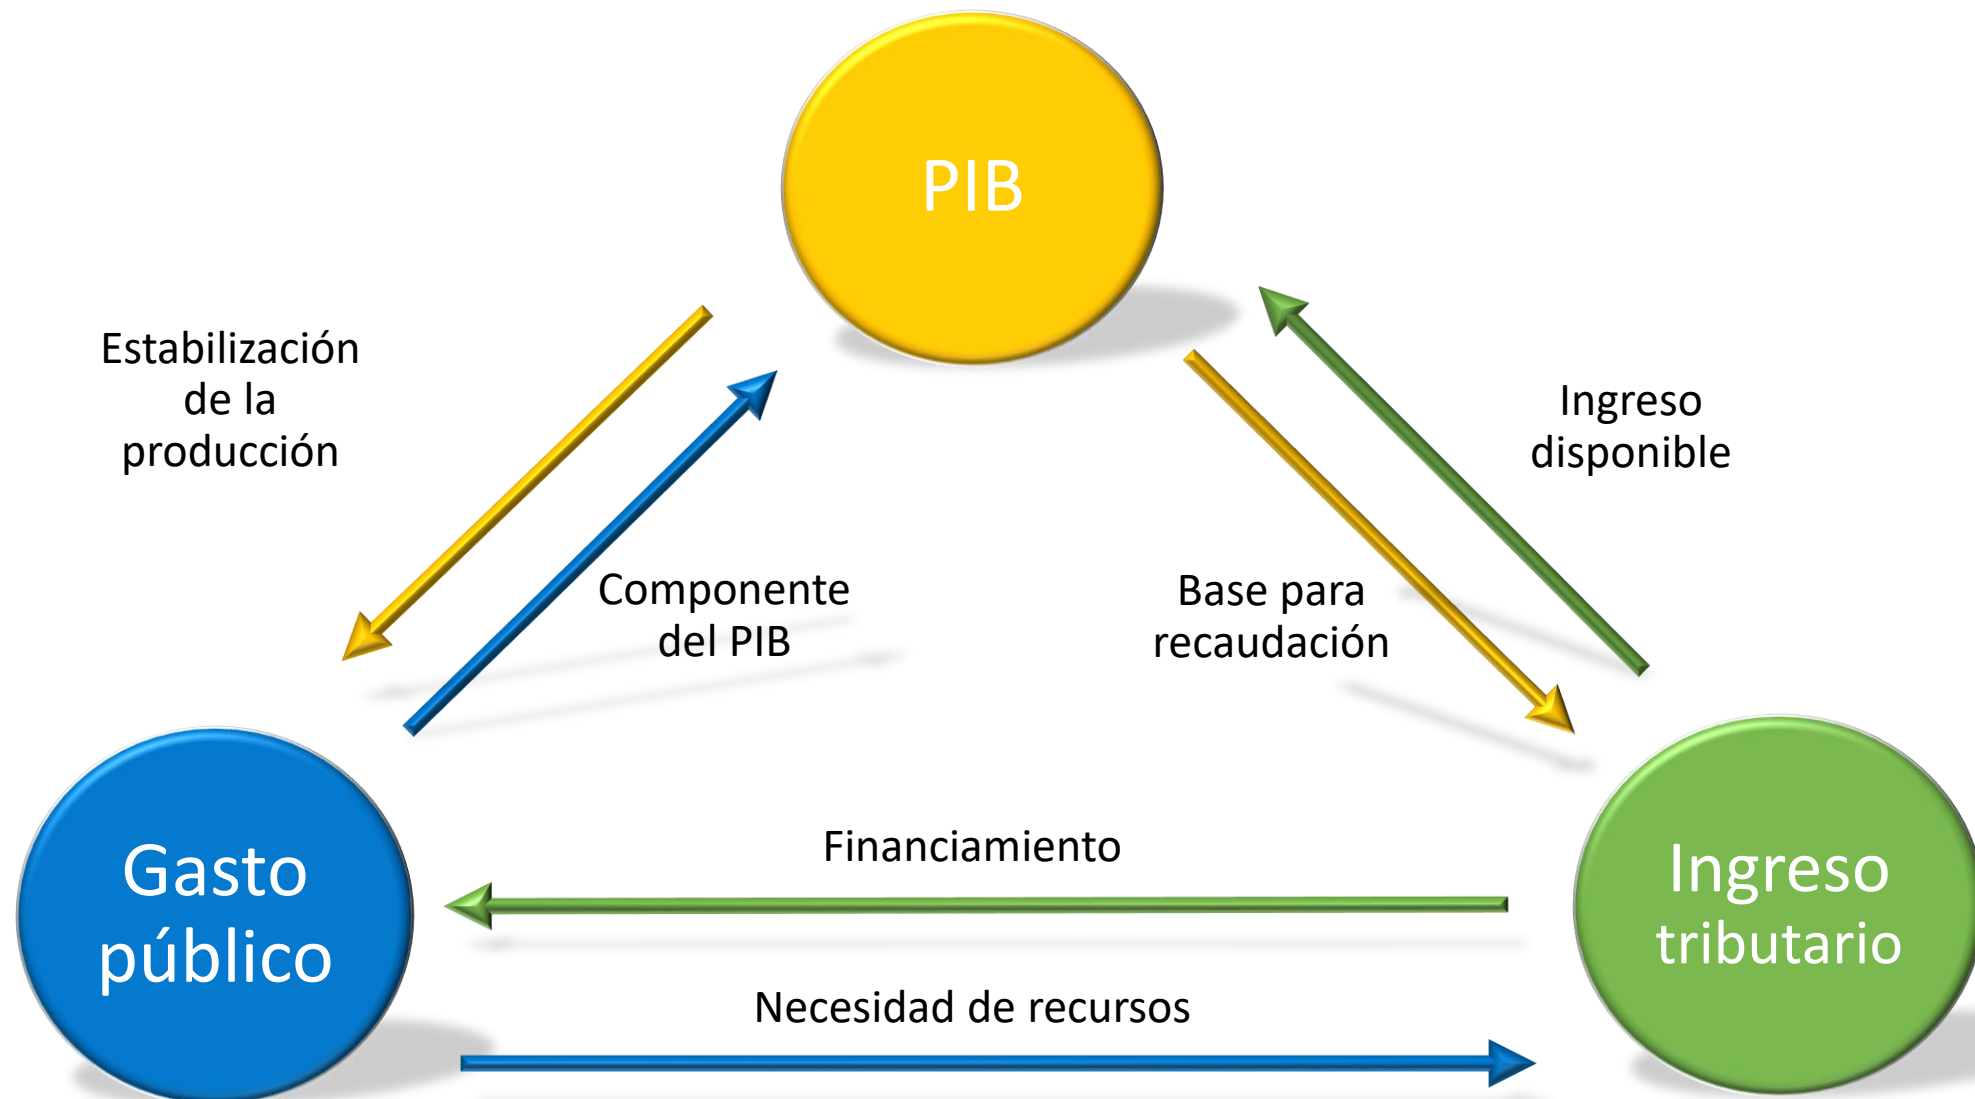 PIB
Estabilización
de la
producción
Ingreso
disponible
Componente
del PIB
Base para
recaudación
Financiamiento
Gasto
público
Ingreso
tributario
Necesidad de recursos